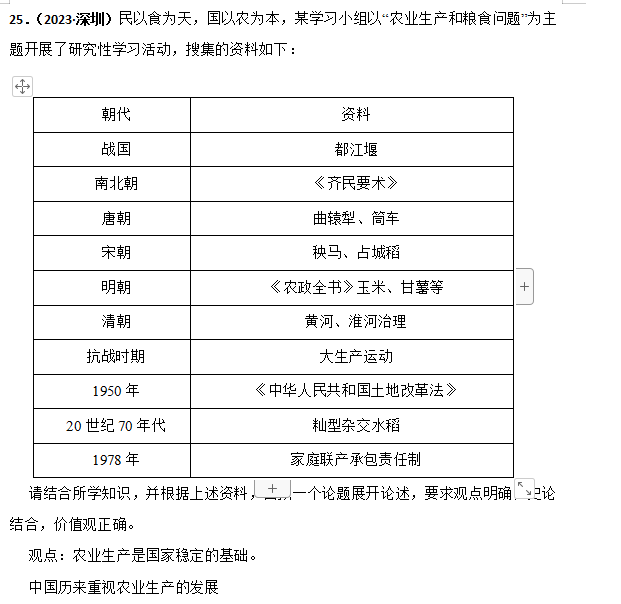 25.（2023·深圳）民以食为天，国以农为本，某学习小组以“农业生产和粮食问题”为主
题开展了研究性学习活动，搜集的资料如下：
朝代 资料
战国 都江堰
南北朝 《齐民要术》
唐朝 曲辕犁、筒车
宋朝 秧马、占城稻
明朝 《农政全书》玉米、甘薯等
清朝 黄河、淮河治理
抗战时期 大生产运动
1950 年 《中华人民共和国土地改革法》
20 世纪 70 年代 籼型杂交水稻
1978 年 家庭联产承包责任制
请结合所学知识，并根据上述资料，一个论题展开论述，要求观点明确 论
结合，价值观正确。
观点：农业生产是国家稳定的基础。
中国历来重视农业生产的发展